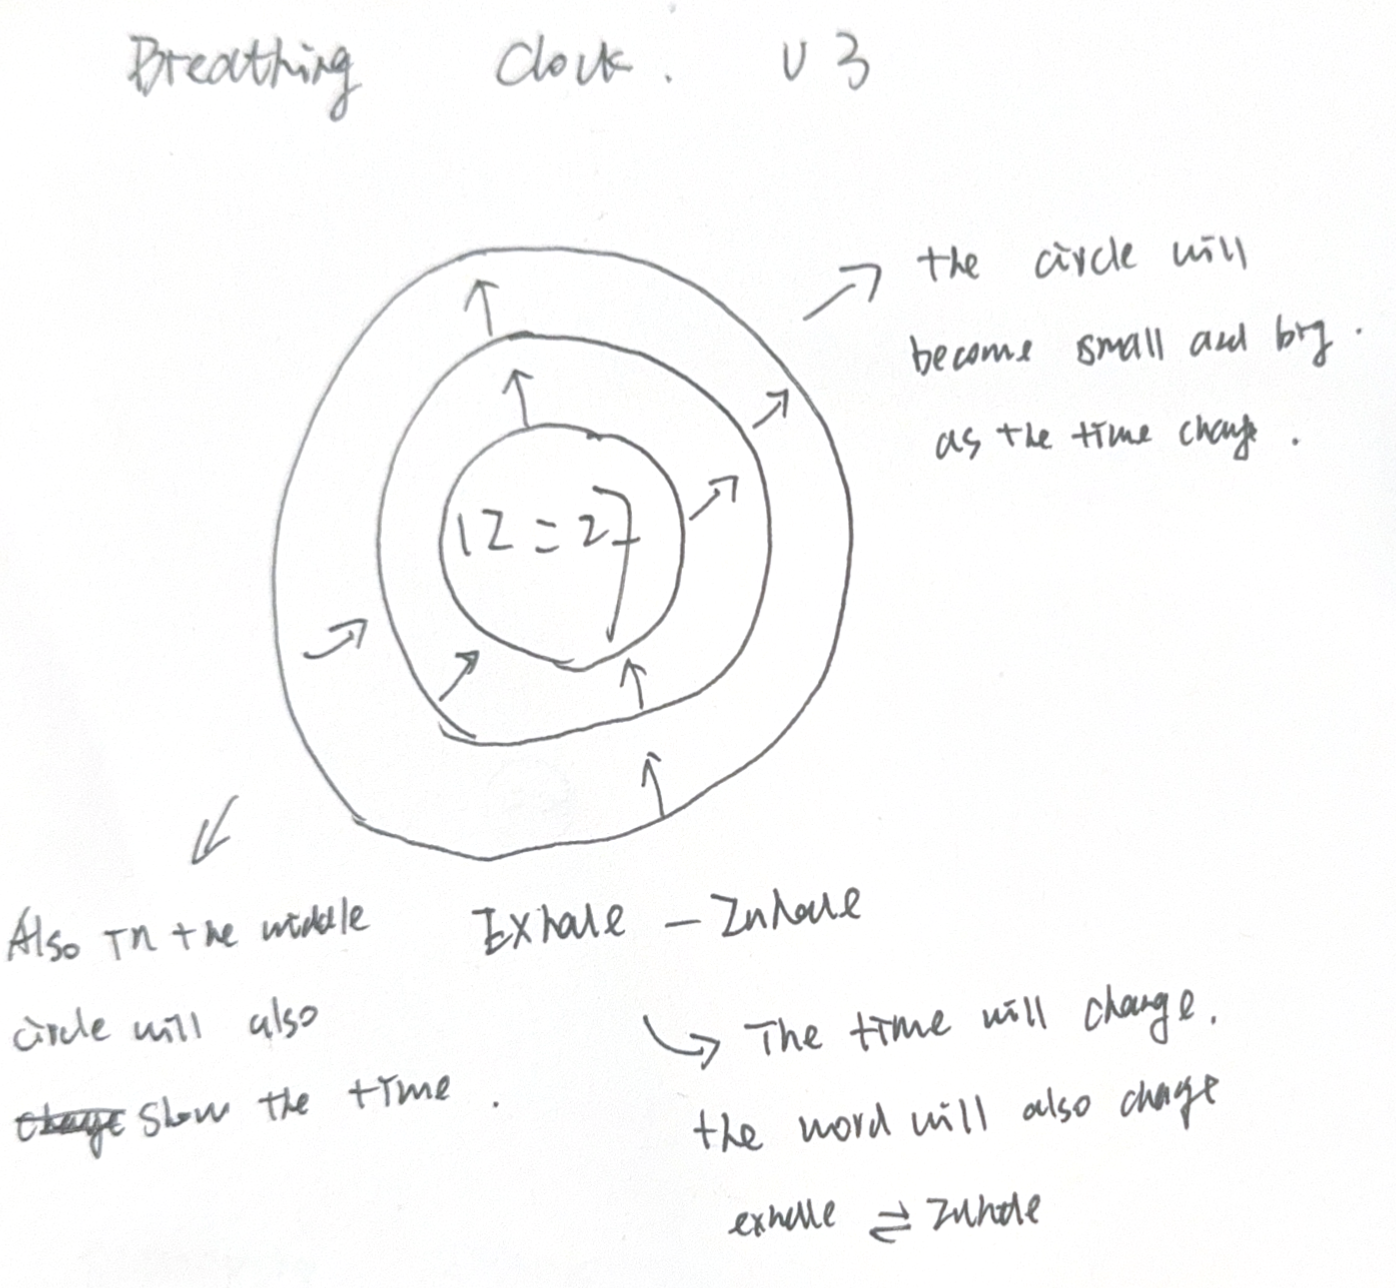 Breathing Clock. V3
the circle will
become small and big.
as the time change.
12:27
Also in the middle
circle will also
show the time.
Exhale - Inhale
The time will change.
the word will also change
exhale ⇌ Inhale